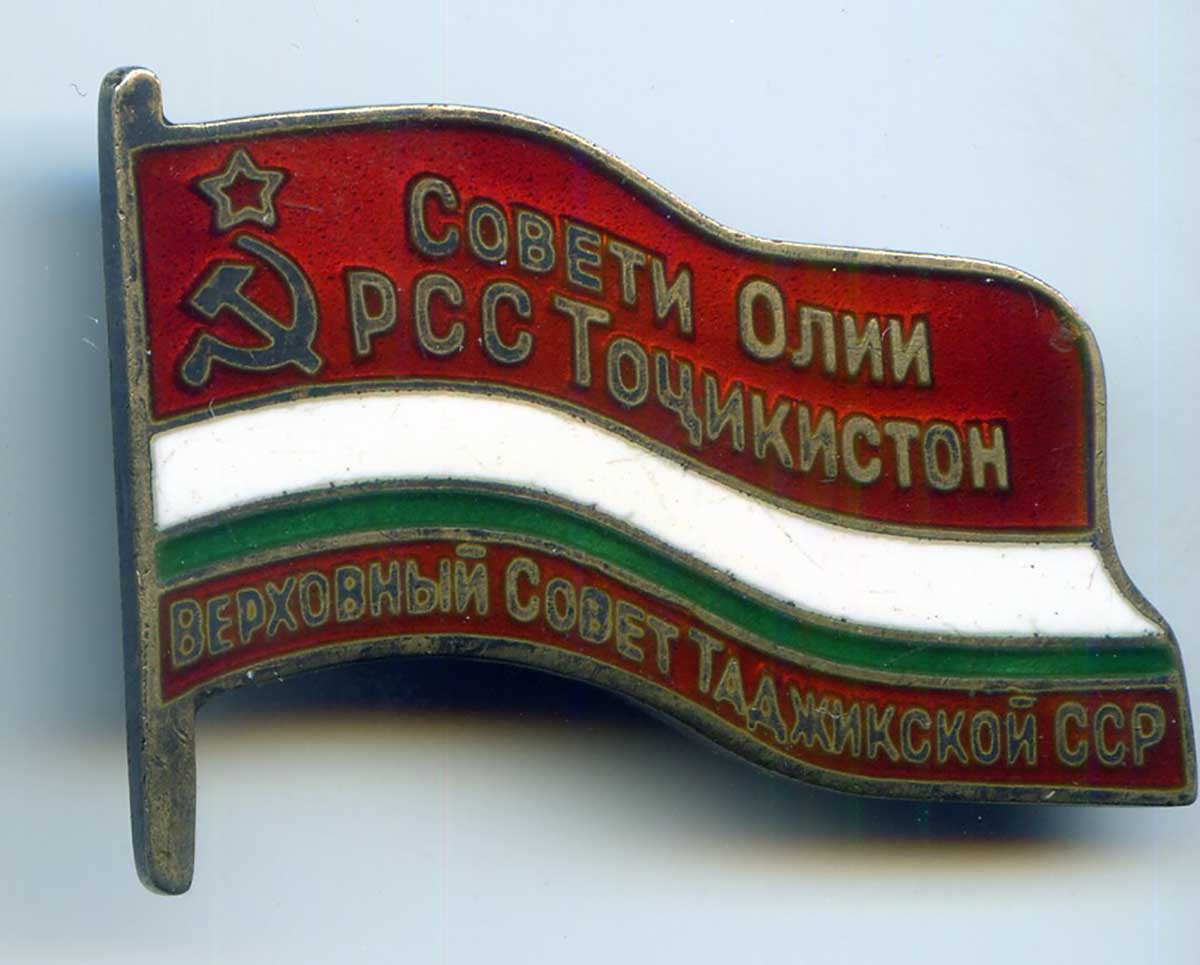 Совети Олии
РСС Тоҷикистон
Верховный Совет Таджикской ССР